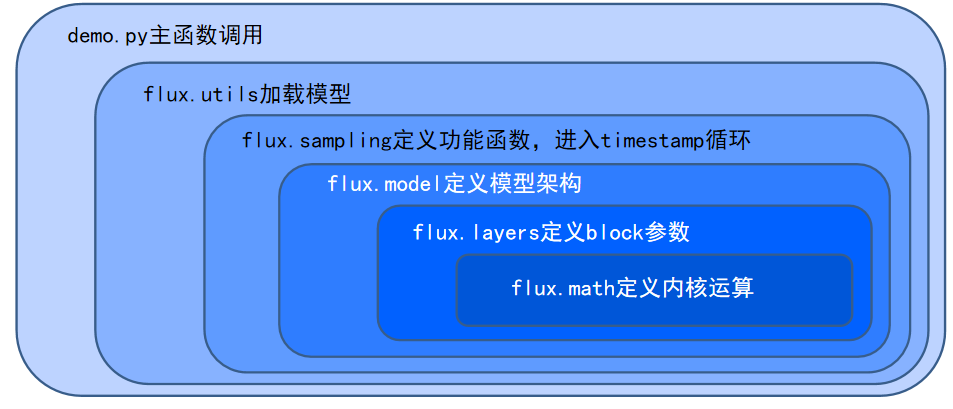 demo.py主函数调用
flux.utils加载模型
flux.sampling定义功能函数，进入timestamp循环
flux.model定义模型架构
flux.layers定义block参数
flux.math定义内核运算